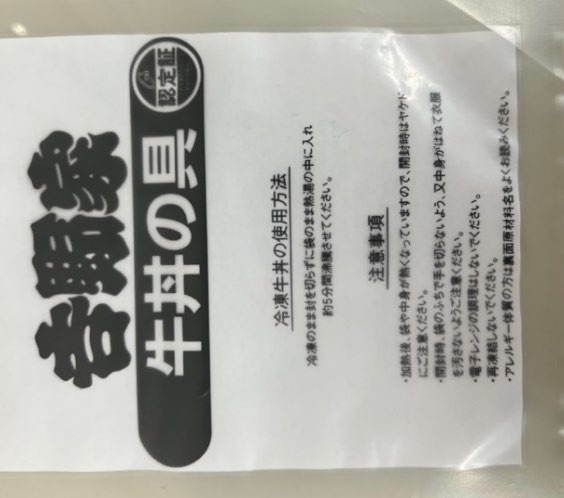 吉野家
牛丼の具
認定証
冷凍牛丼の使用方法
冷凍のまま封を切らずに袋のまま熱湯の中に入れ
約5分間沸騰させてください。
注意事項
・加熱後、袋や中身が熱くなっていますので、開封時はヤケド
にご注意ください。
・開封時、袋のふちで手を切らないよう、又中身がはねて衣服
を汚さないようご注意ください。
・電子レンジの調理はしないでください。
・再凍結しないでください。
・アレルギー体質の方は裏面原材料名をよくお読みください。